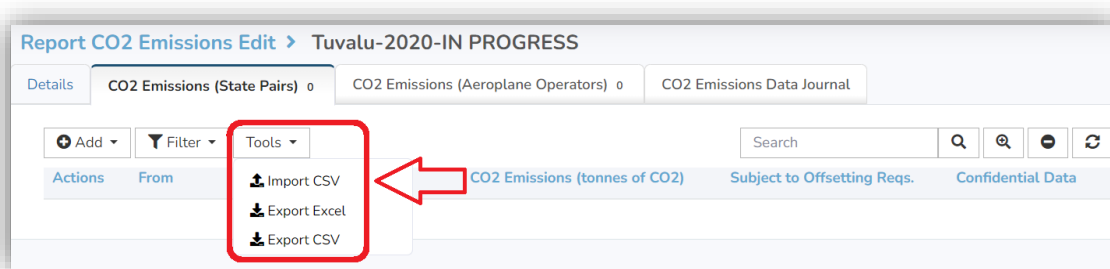 Report CO2 Emissions Edit > Tuvalu-2020-IN PROGRESS
Details CO2 Emissions (State Pairs) 0 CO2 Emissions (Aeroplane Operators) 0 CO2 Emissions Data Journal
Add Filter Tools Search
Actions From CO2 Emissions (tonnes of CO2) Subject to Offsetting Reqs. Confidential Data
Import CSV
Export Excel
Export CSV